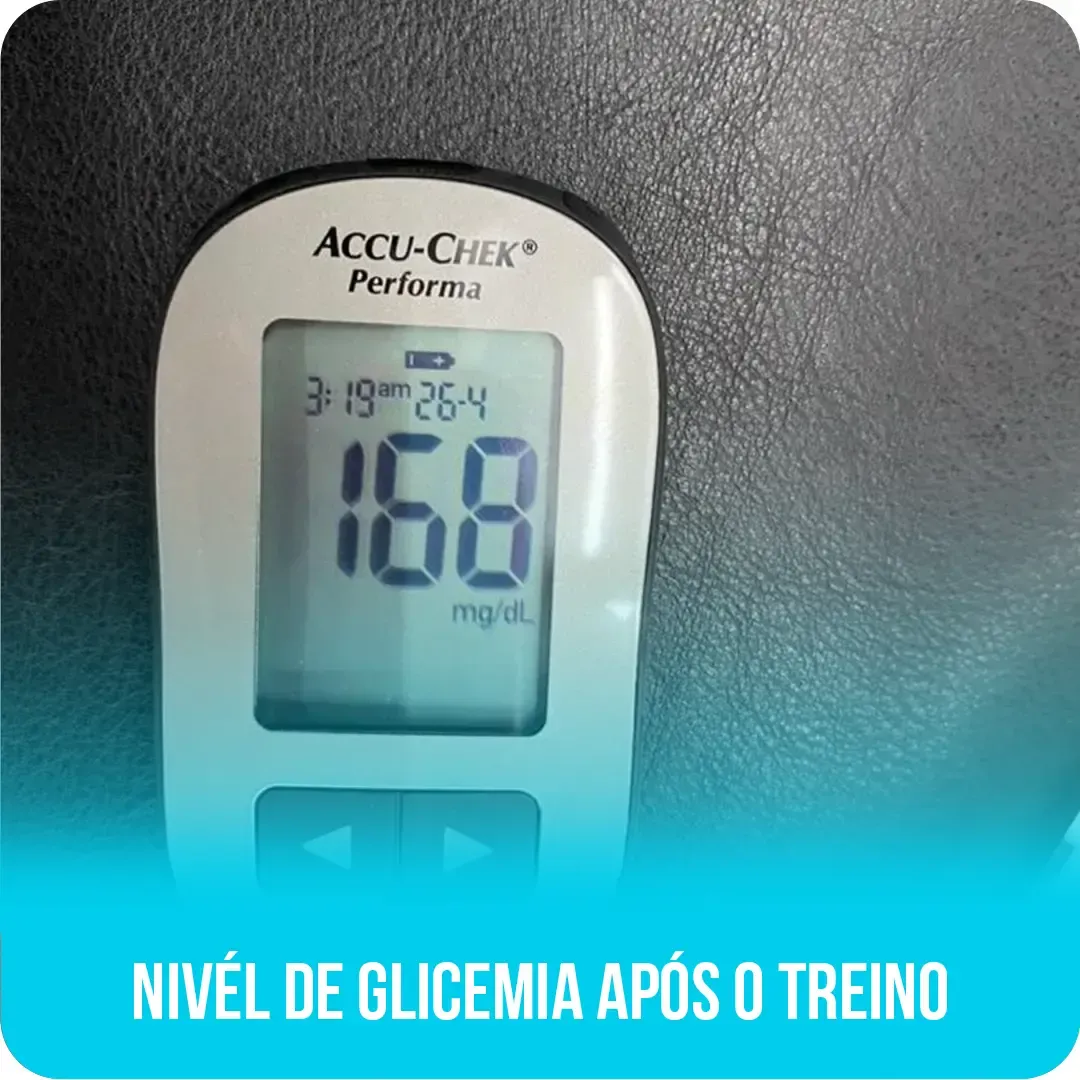 ACCU-CHEK®
Performa
3:19am 26-4
168
mg/dL
NIVÉL DE GLICEMIA APÓS O TREINO